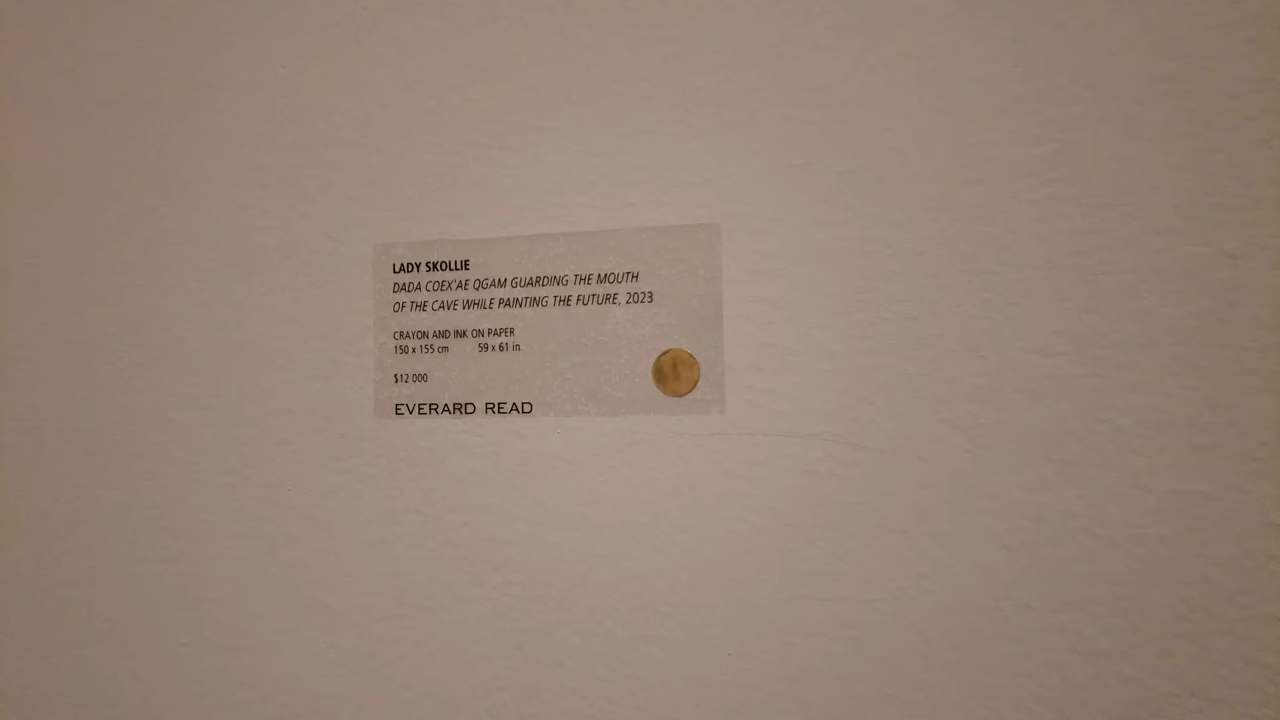 LADY SKOLLIE
DADA COEX'AE QGAM GUARDING THE MOUTH
OF THE CAVE WHILE PAINTING THE FUTURE, 2023
CRAYON AND INK ON PAPER
150 x 155 cm 59 x 61 in.
$12 000
EVERARD READ